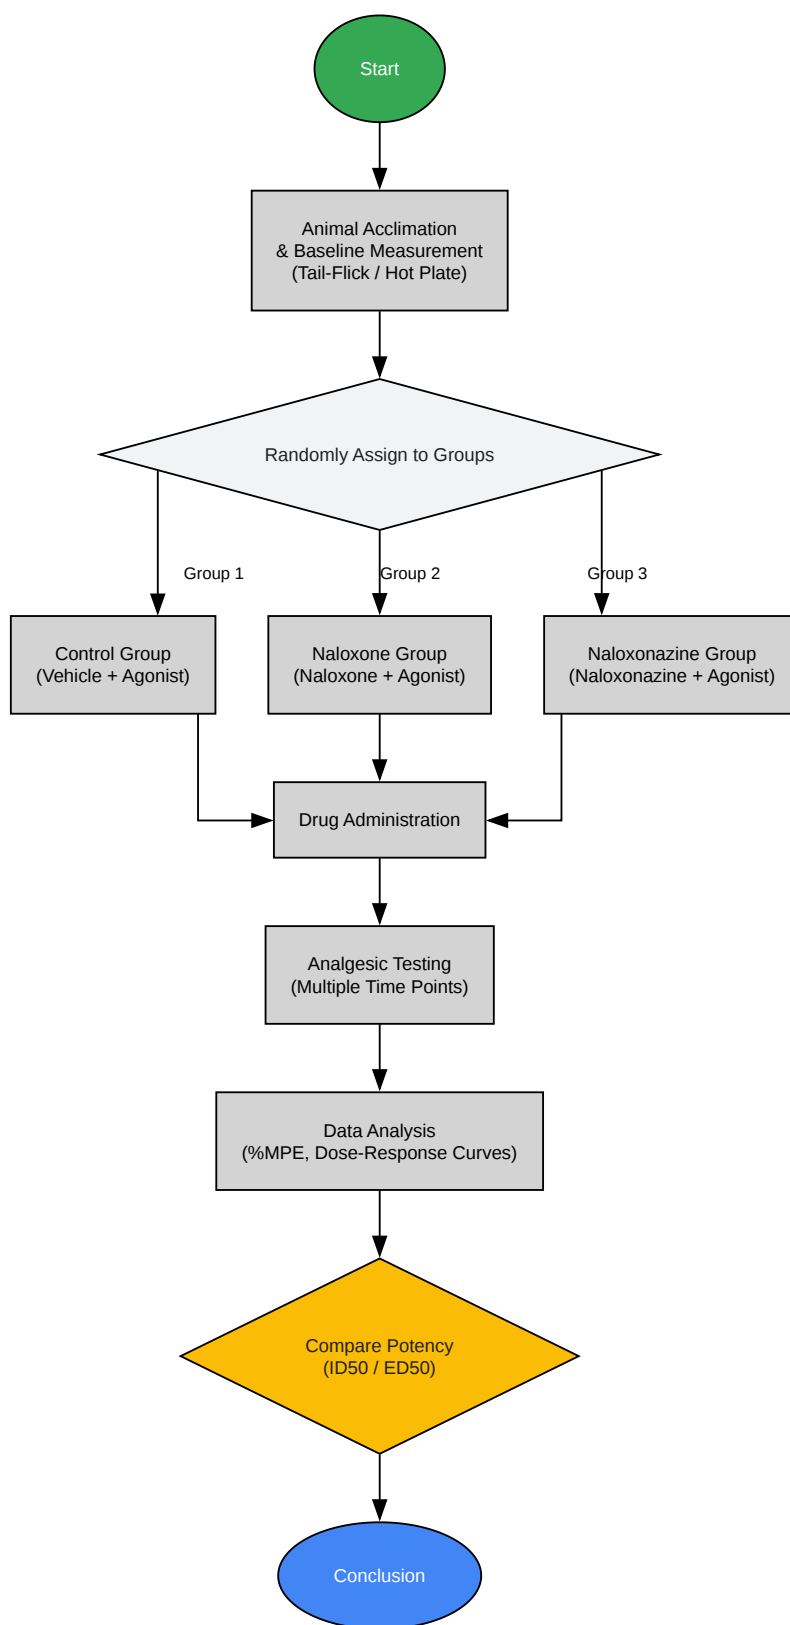 Start
Animal Acclimation
& Baseline Measurement
(Tail-Flick / Hot Plate)
Randomly Assign to Groups
Group 1
Group 2
Group 3
Control Group
(Vehicle + Agonist)
Naloxone Group
(Naloxone + Agonist)
Naloxonazine Group
(Naloxonazine + Agonist)
Drug Administration
Analgesic Testing
(Multiple Time Points)
Data Analysis
(%MPE, Dose-Response Curves)
Compare Potency
(ID50 / ED50)
Conclusion